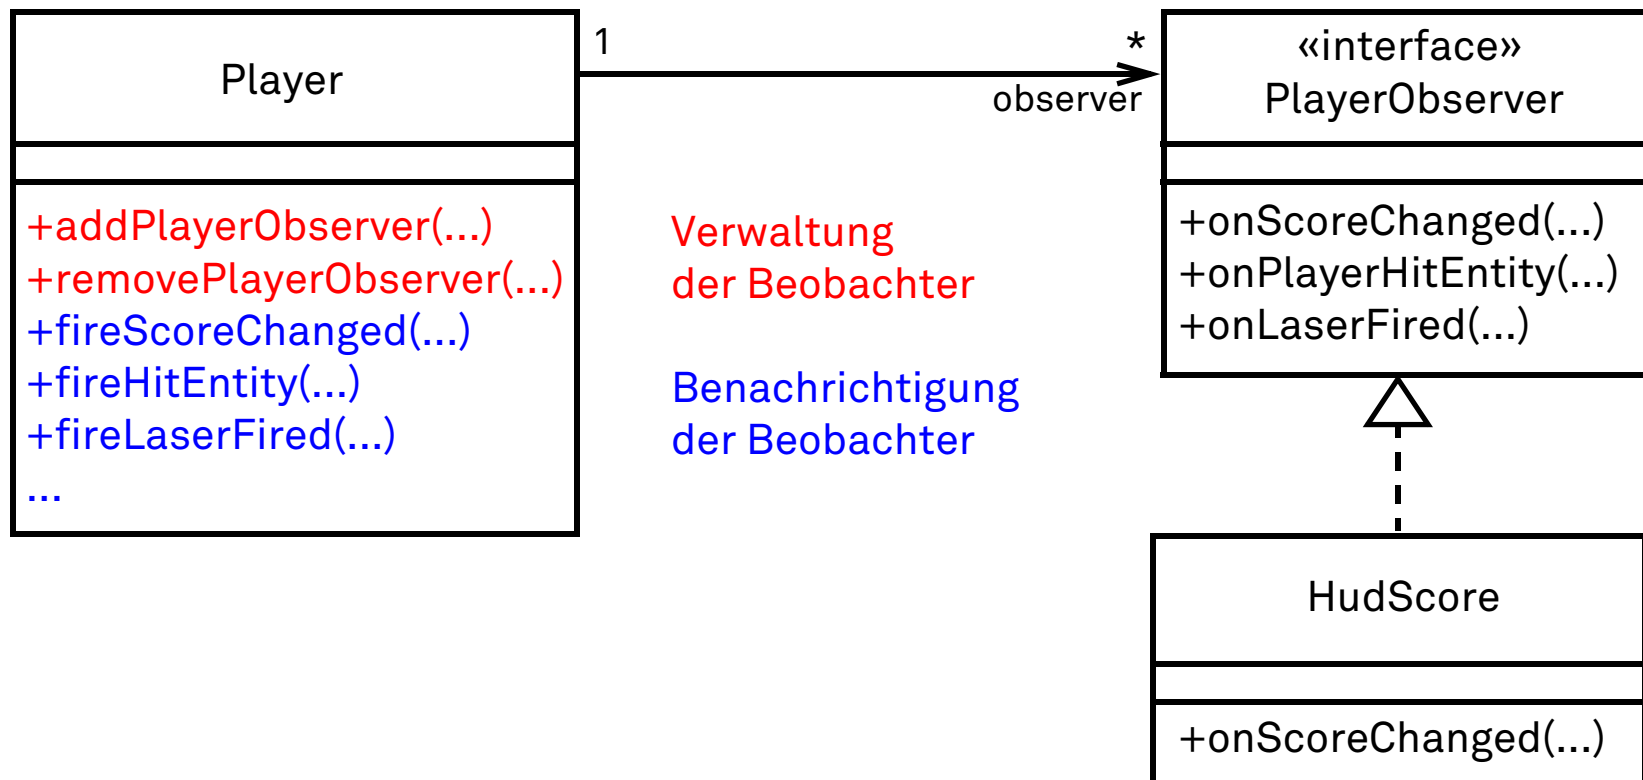 Player
+addPlayerObserver(...)
+removePlayerObserver(...)
+fireScoreChanged(...)
+fireHitEntity(...)
+fireLaserFired(...)
...
1
*
observer
Verwaltung
der Beobachter
Benachrichtigung
der Beobachter
«interface»
PlayerObserver
+onScoreChanged(...)
+onPlayerHitEntity(...)
+onLaserFired(...)
HudScore
+onScoreChanged(...)